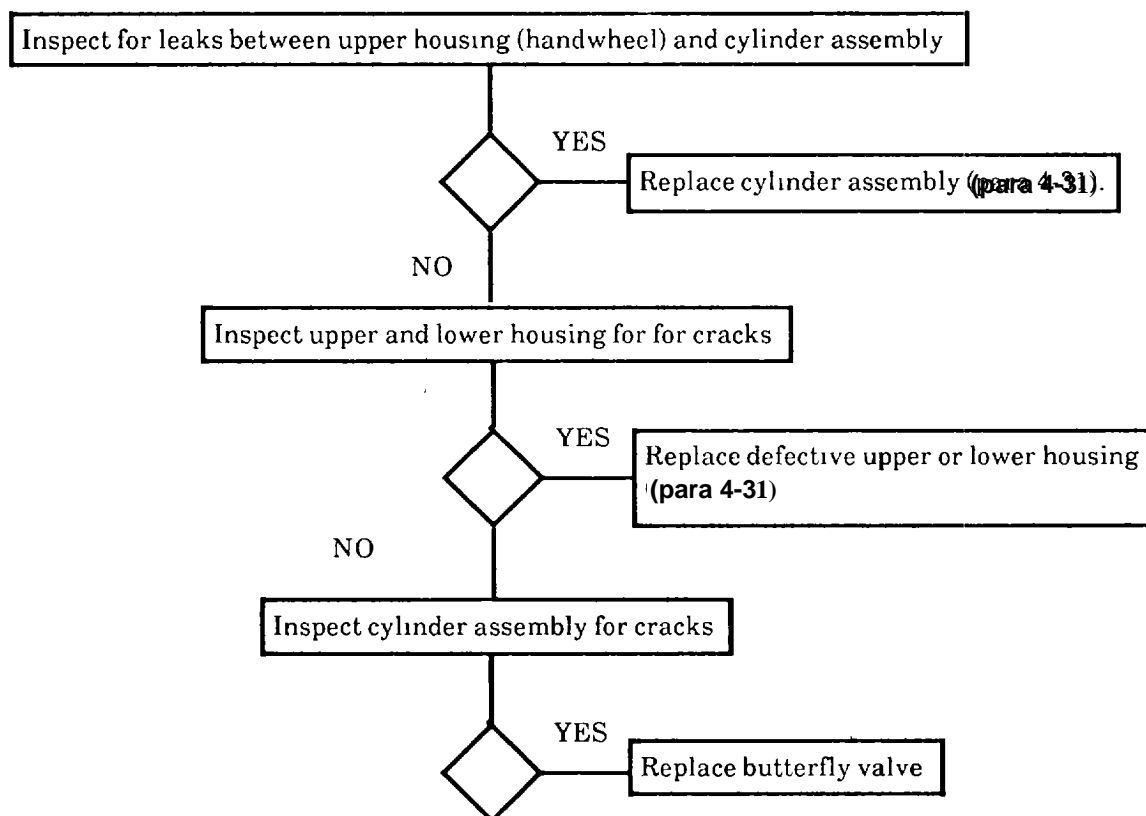 Inspect for leaks between upper housing (handwheel) and cylinder assembly
YES
Replace cylinder assembly (para 4-31).
NO
Inspect upper and lower housing for for cracks
YES
Replace defective upper or lower housing
(para 4-31)
NO
Inspect cylinder assembly for cracks
YES
Replace butterfly valve